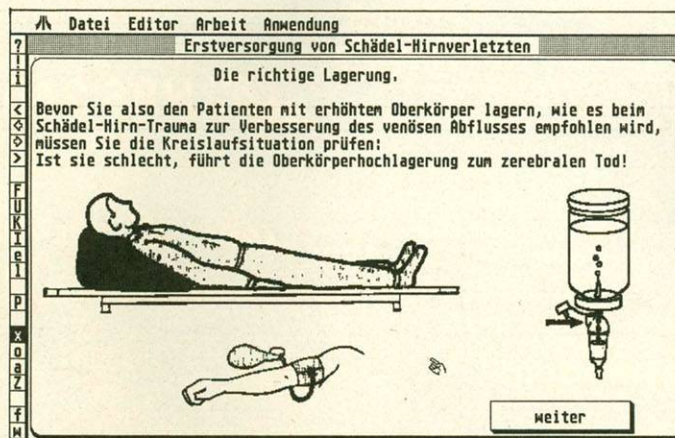 Datei Editor Arbeit Anwendung
Erstversorgung von Schädel-Hirnverletzten
Die richtige Lagerung.
Bevor Sie also den Patienten mit erhöhtem Oberkörper lagern, wie es beim
Schädel-Hirn-Trauma zur Verbesserung des venösen Abflusses empfohlen wird,
müssen Sie die Kreislaufsituation prüfen:
Ist sie schlecht, führt die Oberkörperhochlagerung zum zerebralen Tod!
?
!
i
<
>
F
U
K
I
e
l
P
x
o
a
Z
f
w
weiter